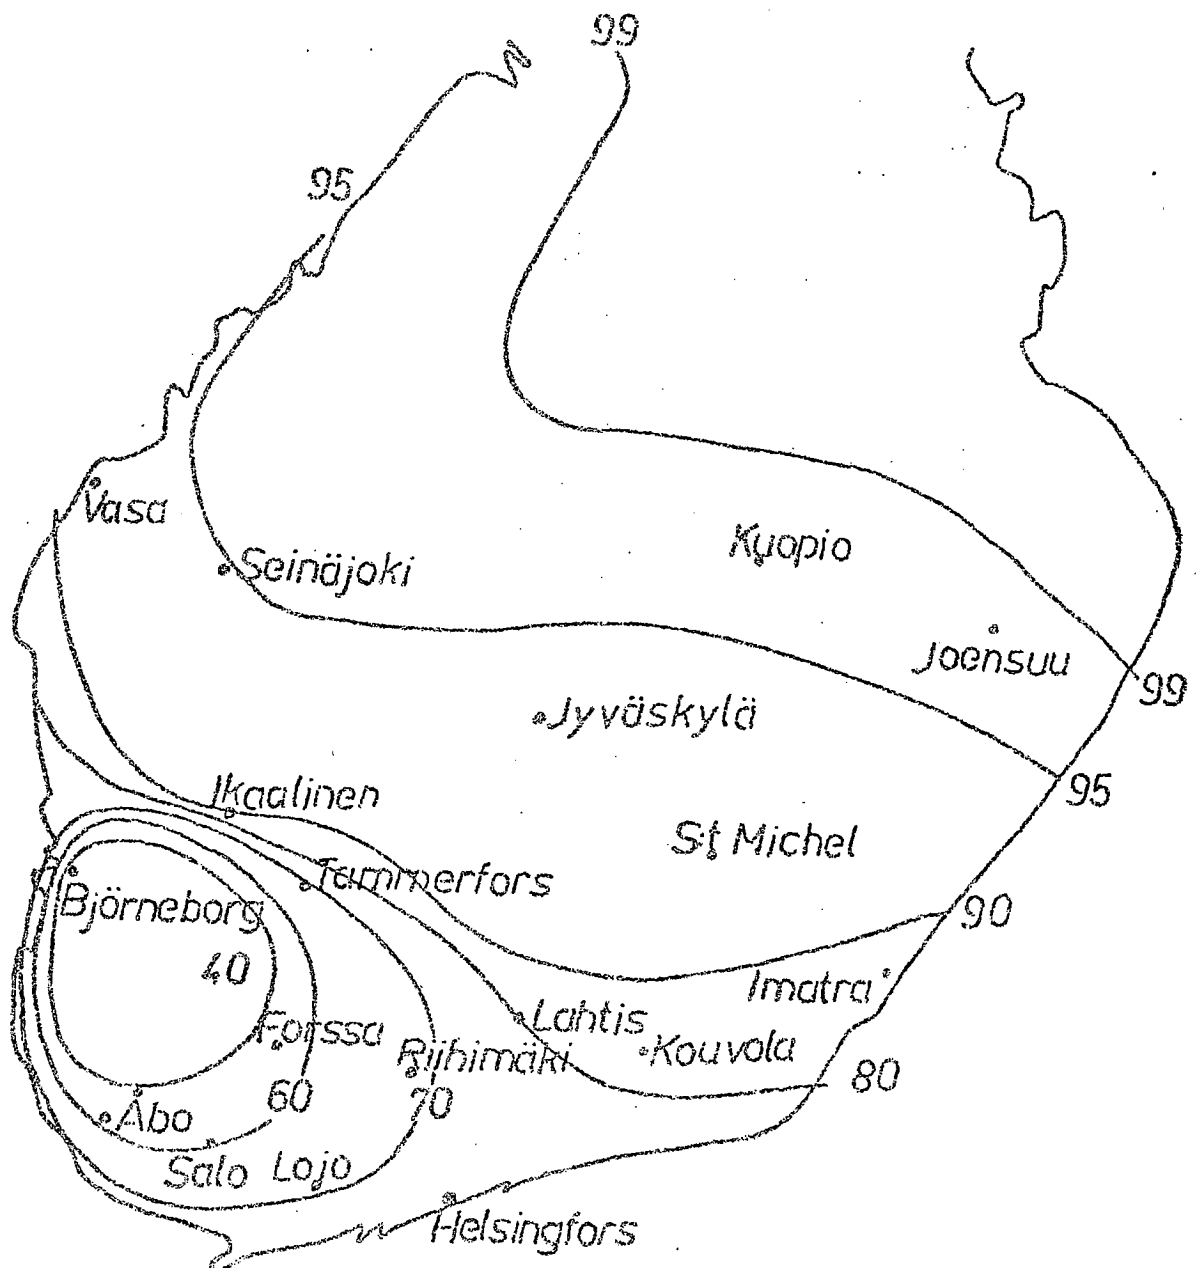 99
95
Vasa
Seinäjoki
Kuopio
Joensuu
99
Jyväskylä
95
Ikaalinen
St Michel
Tammerfors
Björneborg
90
40
Imatra
Forssa
Lahtis
Riihimäki
Kouvola
80
60
70
Åbo
Salo
Lojo
Helsingfors